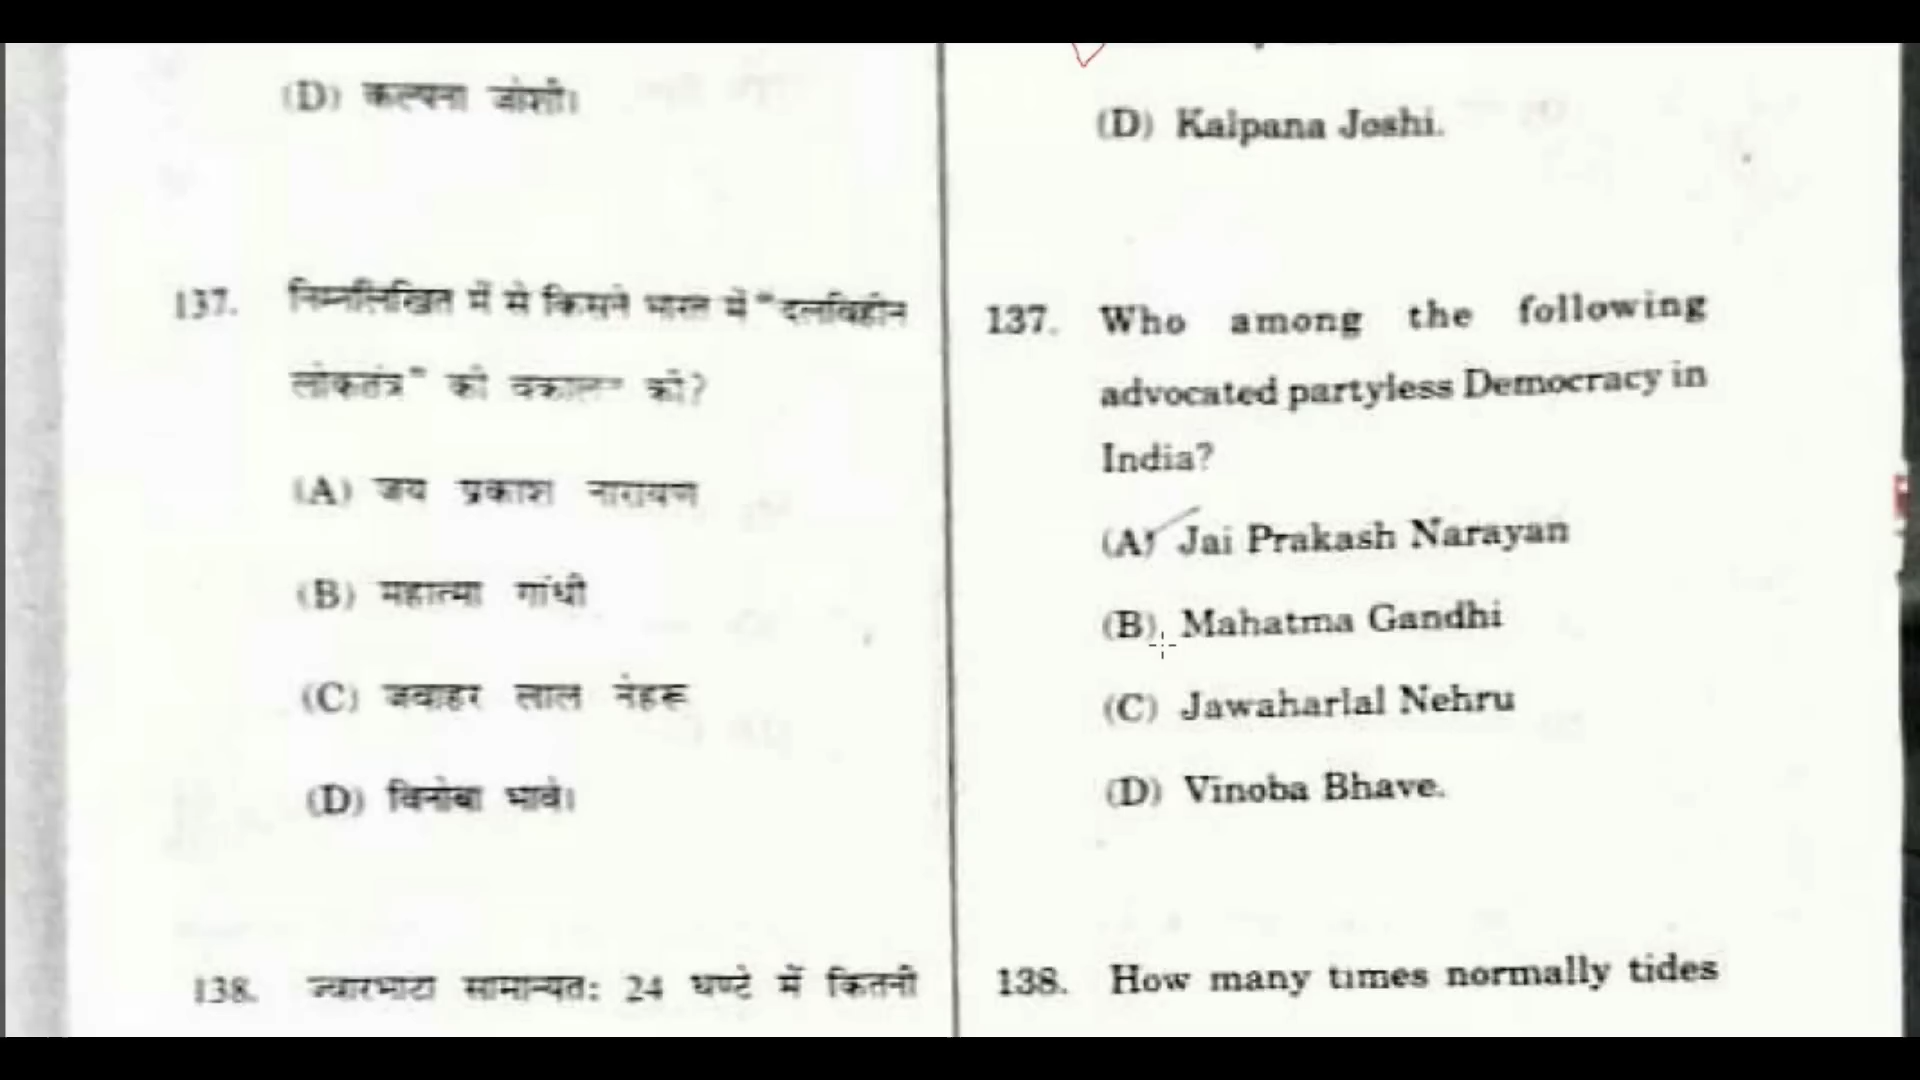 (D) कल्पना जोशी।
137. निम्नलिखित में से किसने भारत में "दलविहीन
लोकतंत्र" की वकालत की?
(A) जय प्रकाश नारायण
(B) महात्मा गांधी
(C) जवाहर लाल नेहरू
(D) विनोबा भावे।
138. ज्वारभाटा सामान्यत: 24 घण्टे में कितनी
(D) Kalpana Joshi.
137. Who among the following
advocated partyless Democracy in
India?
(A) Jai Prakash Narayan
(B) Mahatma Gandhi
(C) Jawaharlal Nehru
(D) Vinoba Bhave.
138. How many times normally tides